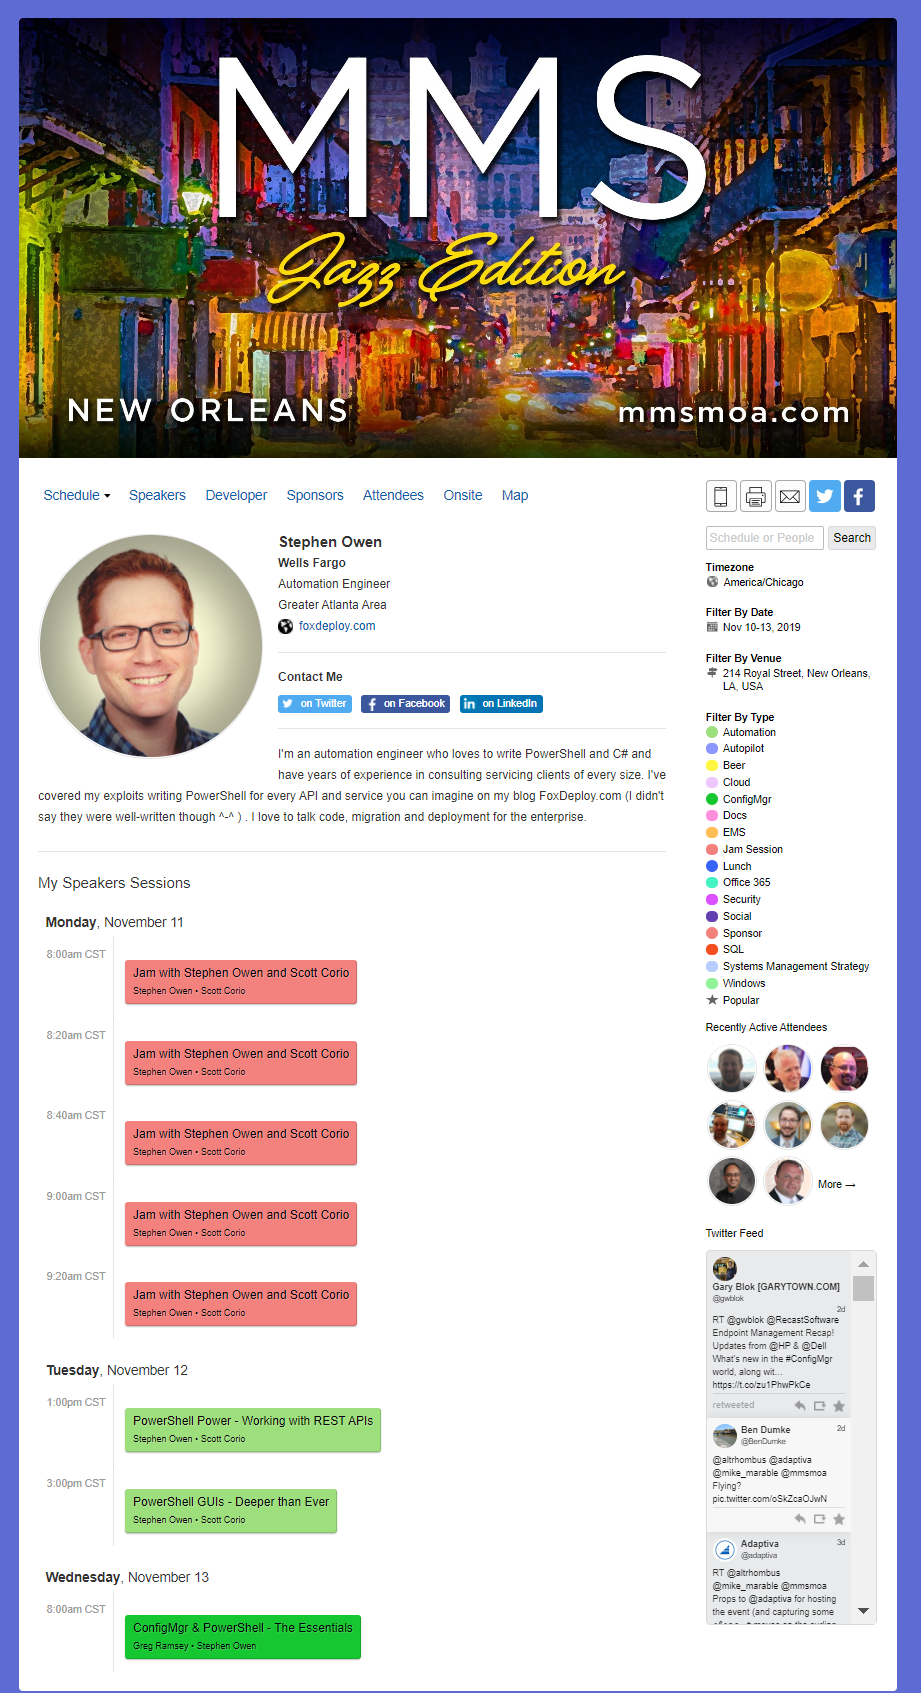 MMS
Jazz Edition
NEW ORLEANS
mmsmoa.com
Schedule
Speakers
Developer
Sponsors
Attendees
Onsite
Map
Stephen Owen
Wells Fargo
Automation Engineer
Greater Atlanta Area
foxdeploy.com
Contact Me
on Twitter
on Facebook
on LinkedIn
I'm an automation engineer who loves to write PowerShell and C# and
have years of experience in consulting servicing clients of every size. I've
covered my exploits writing PowerShell for every API and service you can imagine on my blog FoxDeploy.com (I didn't
say they were well-written though ^-^ ) . I love to talk code, migration and deployment for the enterprise.
My Speakers Sessions
Monday, November 11
8:00am CST
Jam with Stephen Owen and Scott Corio
Stephen Owen • Scott Corio
8:20am CST
Jam with Stephen Owen and Scott Corio
Stephen Owen • Scott Corio
8:40am CST
Jam with Stephen Owen and Scott Corio
Stephen Owen • Scott Corio
9:00am CST
Jam with Stephen Owen and Scott Corio
Stephen Owen • Scott Corio
9:20am CST
Jam with Stephen Owen and Scott Corio
Stephen Owen • Scott Corio
Tuesday, November 12
1:00pm CST
PowerShell Power - Working with REST APIs
Stephen Owen • Scott Corio
3:00pm CST
PowerShell GUIs - Deeper than Ever
Stephen Owen • Scott Corio
Wednesday, November 13
8:00am CST
ConfigMgr & PowerShell - The Essentials
Greg Ramsey • Stephen Owen
Schedule or People
Search
Timezone
America/Chicago
Filter By Date
Nov 10-13, 2019
Filter By Venue
214 Royal Street, New Orleans,
LA, USA
Filter By Type
Automation
Autopilot
Beer
Cloud
ConfigMgr
Docs
EMS
Jam Session
Lunch
Office 365
Security
Social
Sponsor
SQL
Systems Management Strategy
Windows
Popular
Recently Active Attendees
More →
Twitter Feed
Gary Blok [GARYTOWN.COM]
@gwblok
2d
RT @gwblok @RecastSoftware
Endpoint Management Recap!
Updates from @HP & @Dell
What's new in the #ConfigMgr
world, along wit...
https://t.co/zu1PhwPkCe
retweeted
Ben Dumke
2d
@BenDumke
@altrhombus @adaptiva
@mike_marable @mmsmoa
Flying?
pic.twitter.com/oSkZcaOJwN
Adaptiva
3d
@adaptiva
RT @altrhombus
@mike_marable @mmsmoa
Props to @adaptiva for hosting
the event (and capturing some